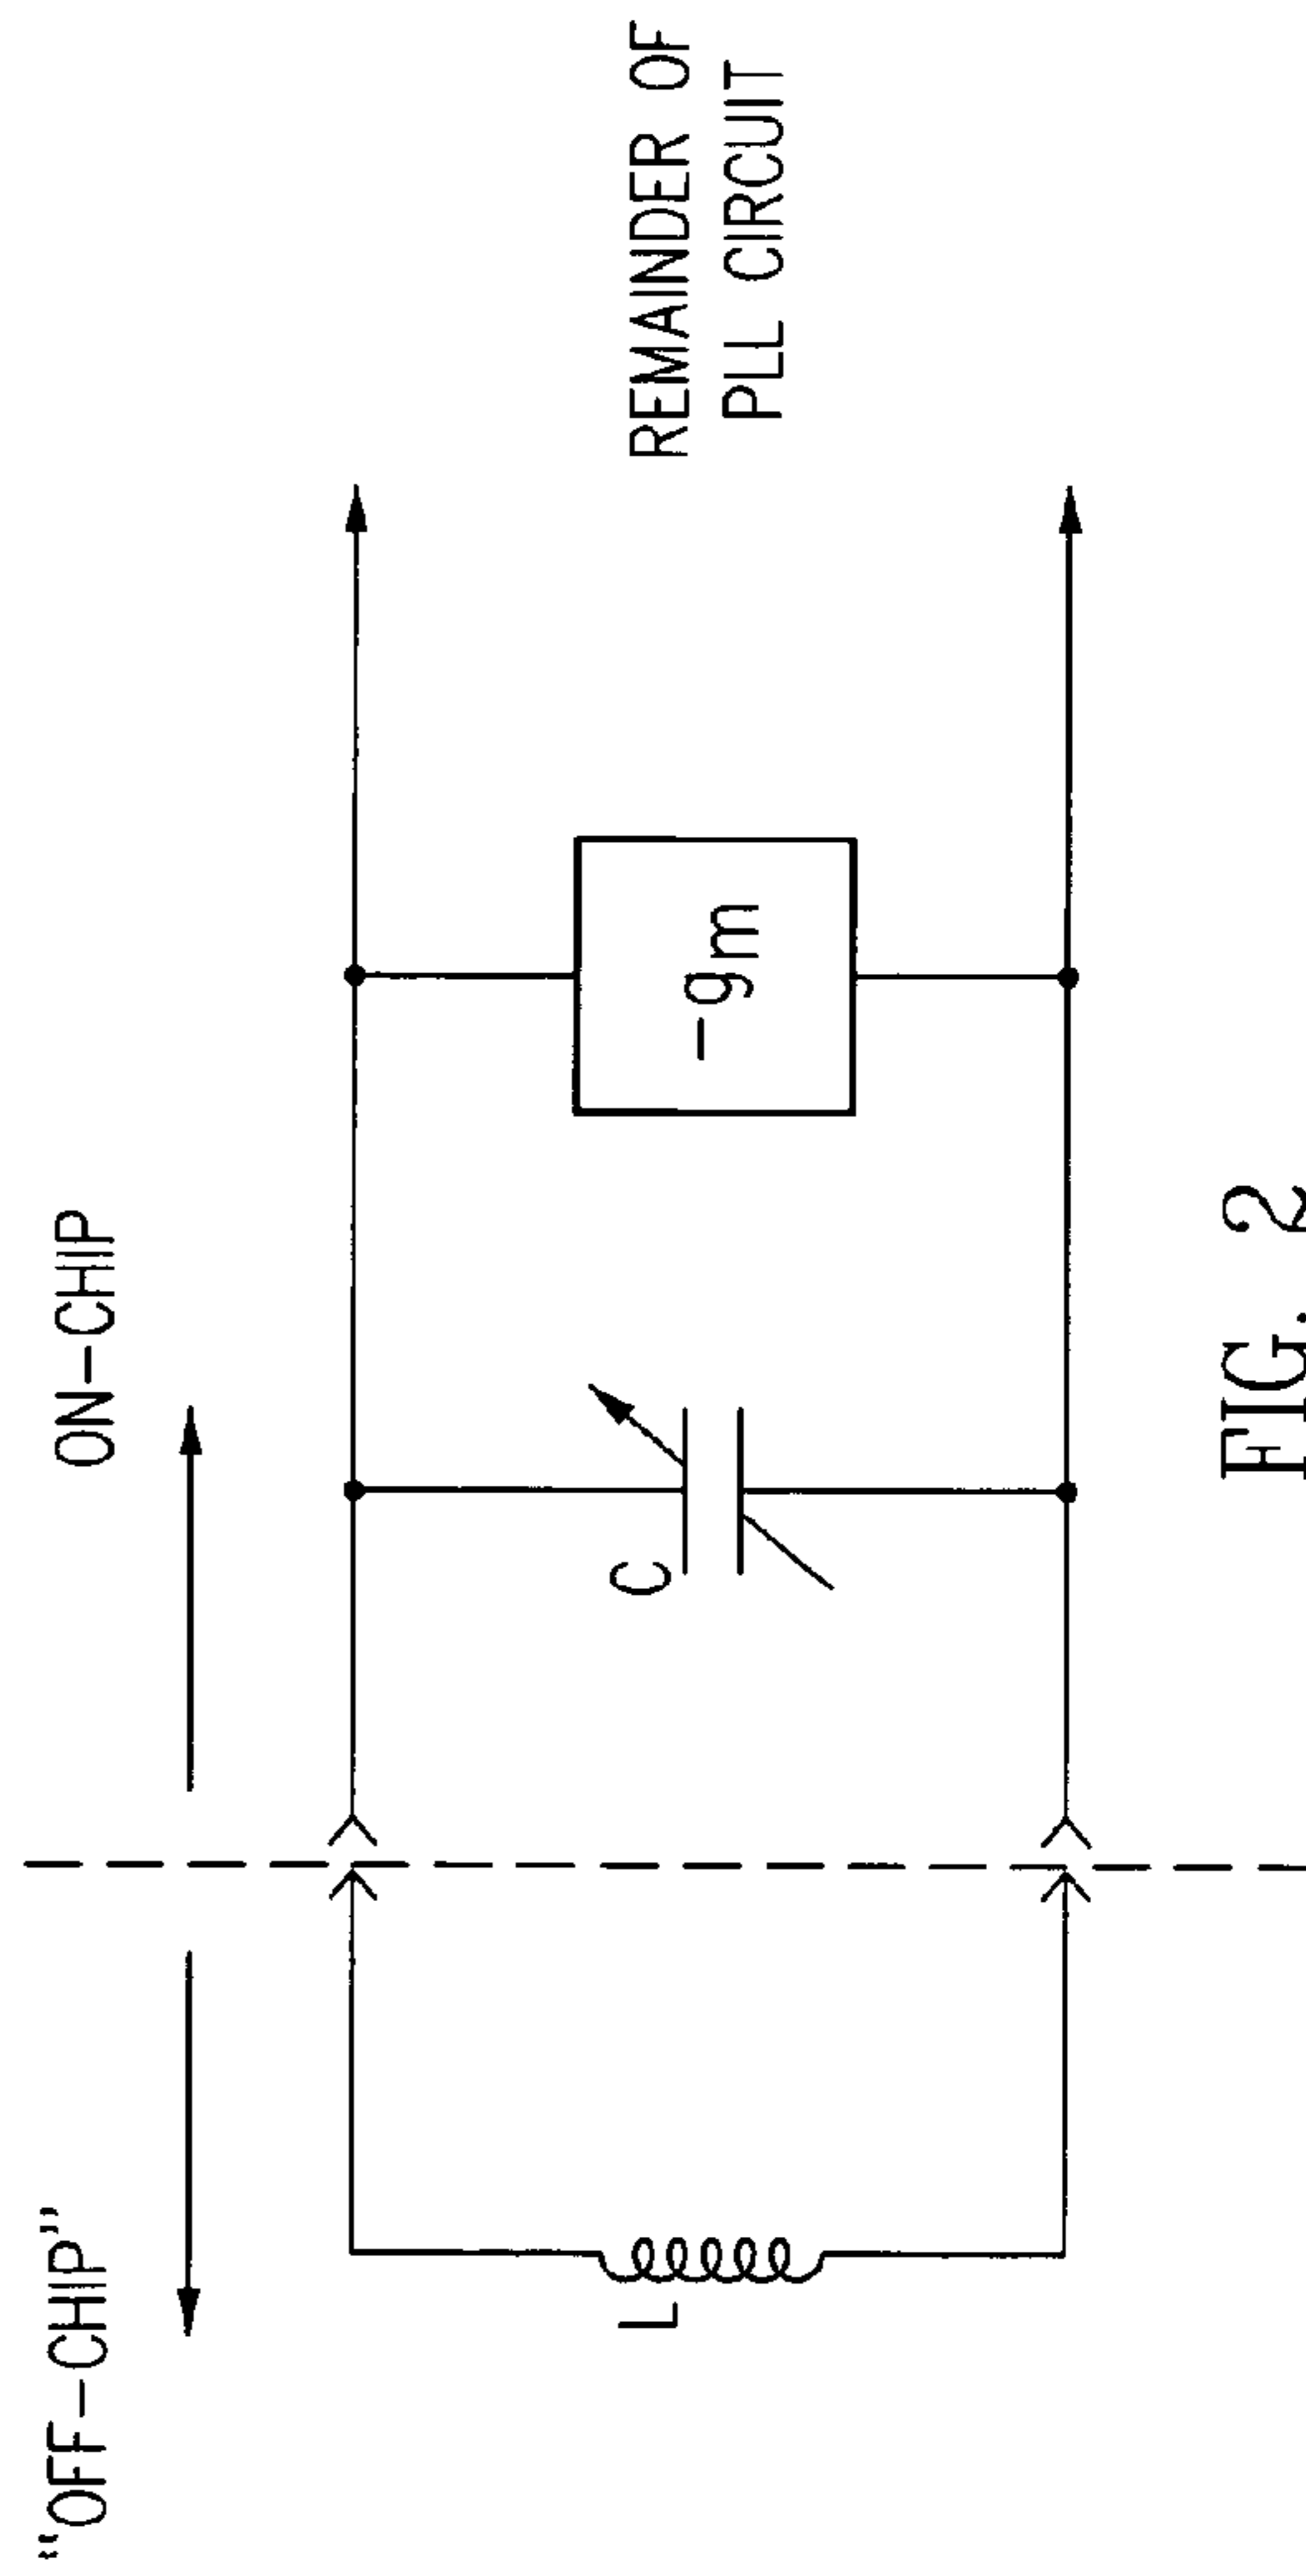 "OFF-CHIP"
ON-CHIP
L
C
-gm
REMAINDER OF
PLL CIRCUIT
FIG. 2